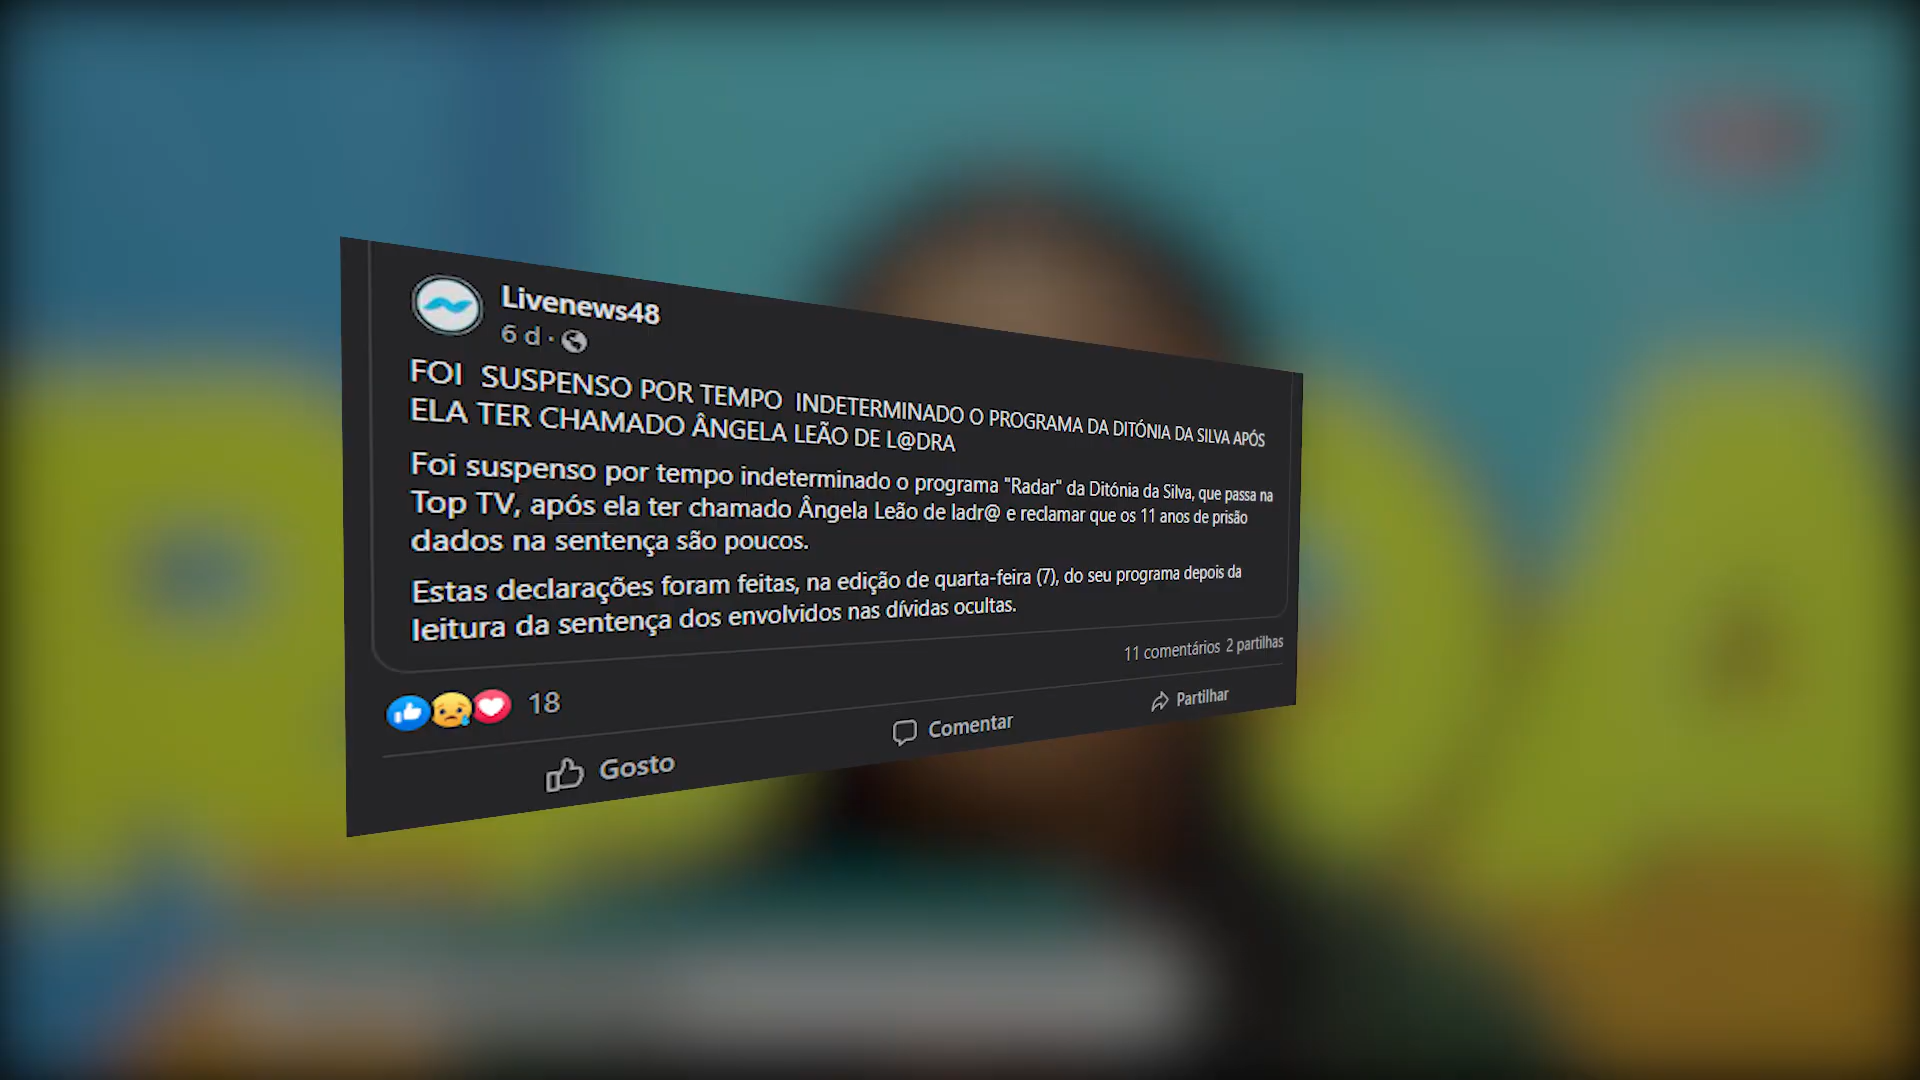 Livenews48
6 d ·
FOI SUSPENSO POR TEMPO INDETERMINADO O PROGRAMA DA DITÓNIA DA SILVA APÓS
ELA TER CHAMADO ÂNGELA LEÃO DE L@DRA
Foi suspenso por tempo indeterminado o programa "Radar" da Ditónia da Silva, que passa na
Top TV, após ela ter chamado Ângela Leão de ladr@ e reclamar que os 11 anos de prisão
dados na sentença são poucos.
Estas declarações foram feitas, na edição de quarta-feira (7), do seu programa depois da
leitura da sentença dos envolvidos nas dívidas ocultas.
11 comentários 2 partilhas
18
Gosto
Comentar
Partilhar